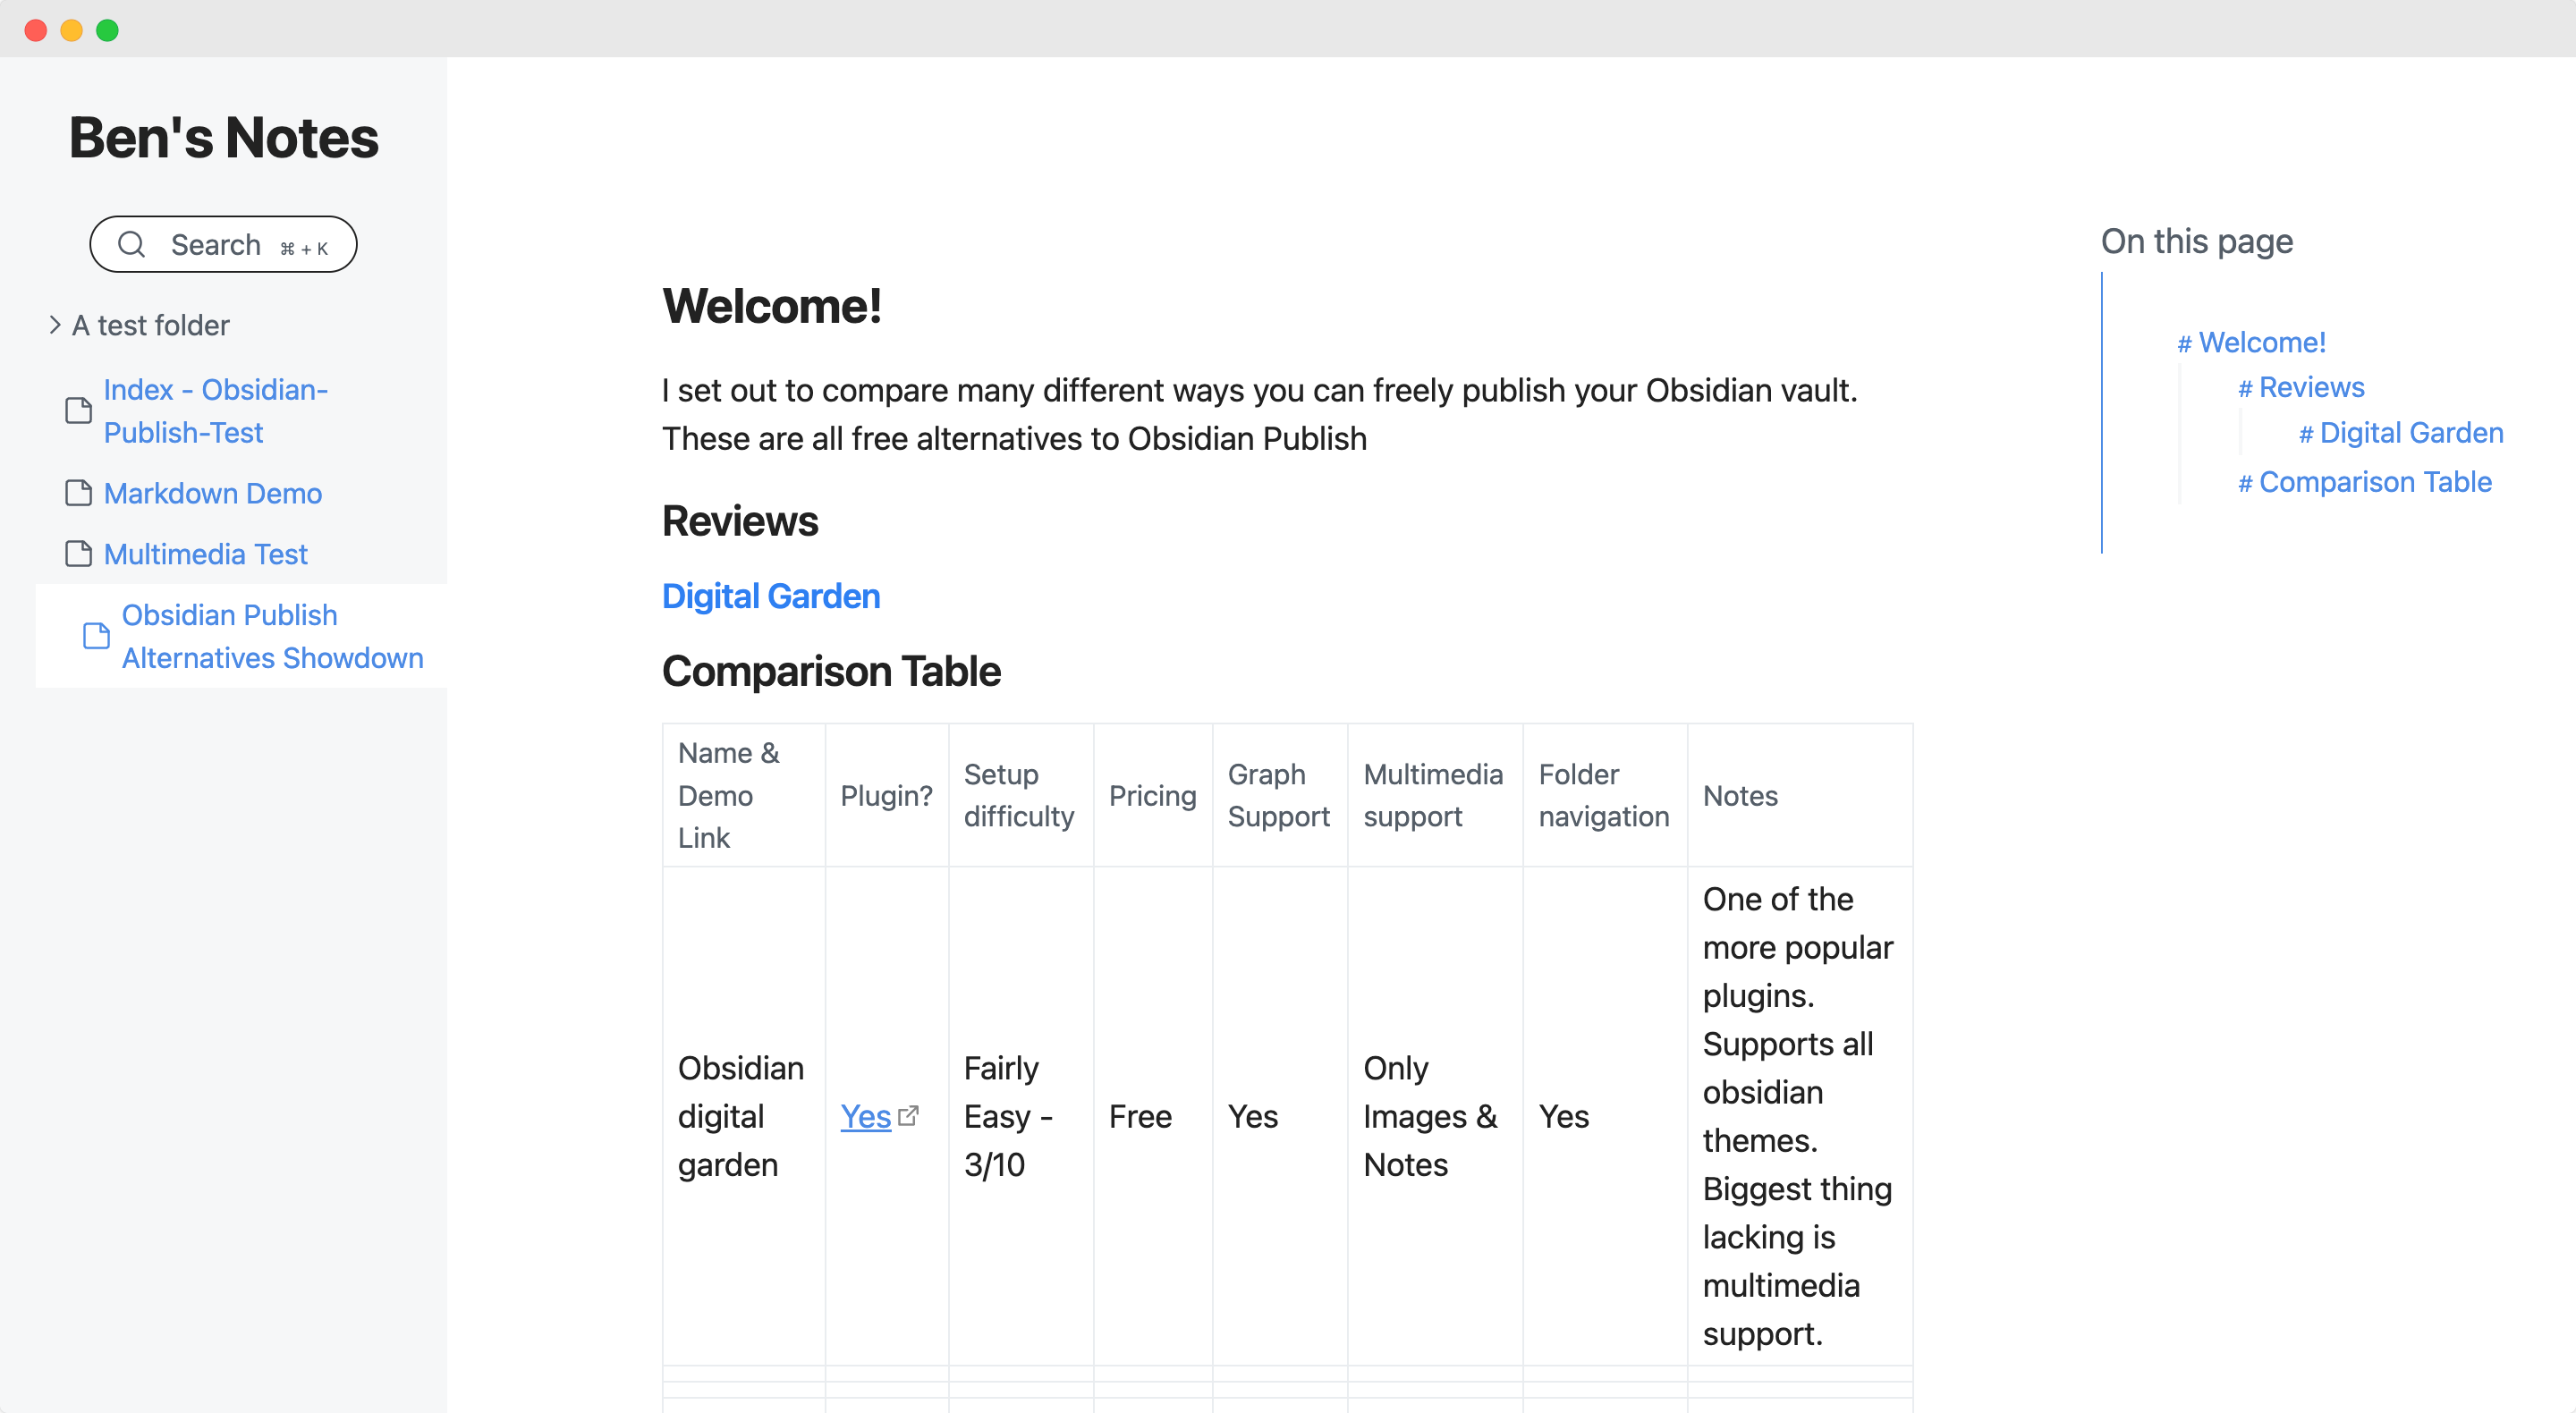 Ben's Notes
Search ⌘ + K
A test folder
Index - Obsidian-
Publish-Test
Markdown Demo
Multimedia Test
Obsidian Publish
Alternatives Showdown
Welcome!
I set out to compare many different ways you can freely publish your Obsidian vault.
These are all free alternatives to Obsidian Publish
Reviews
Digital Garden
Comparison Table
Name &
Demo
Link
Plugin?
Setup
difficulty
Pricing
Graph
Support
Multimedia
support
Folder
navigation
Notes
Obsidian
digital
garden
Yes
Fairly
Easy -
3/10
Free
Yes
Only
Images &
Notes
Yes
One of the
more popular
plugins.
Supports all
obsidian
themes.
Biggest thing
lacking is
multimedia
support.
On this page
# Welcome!
# Reviews
# Digital Garden
# Comparison Table